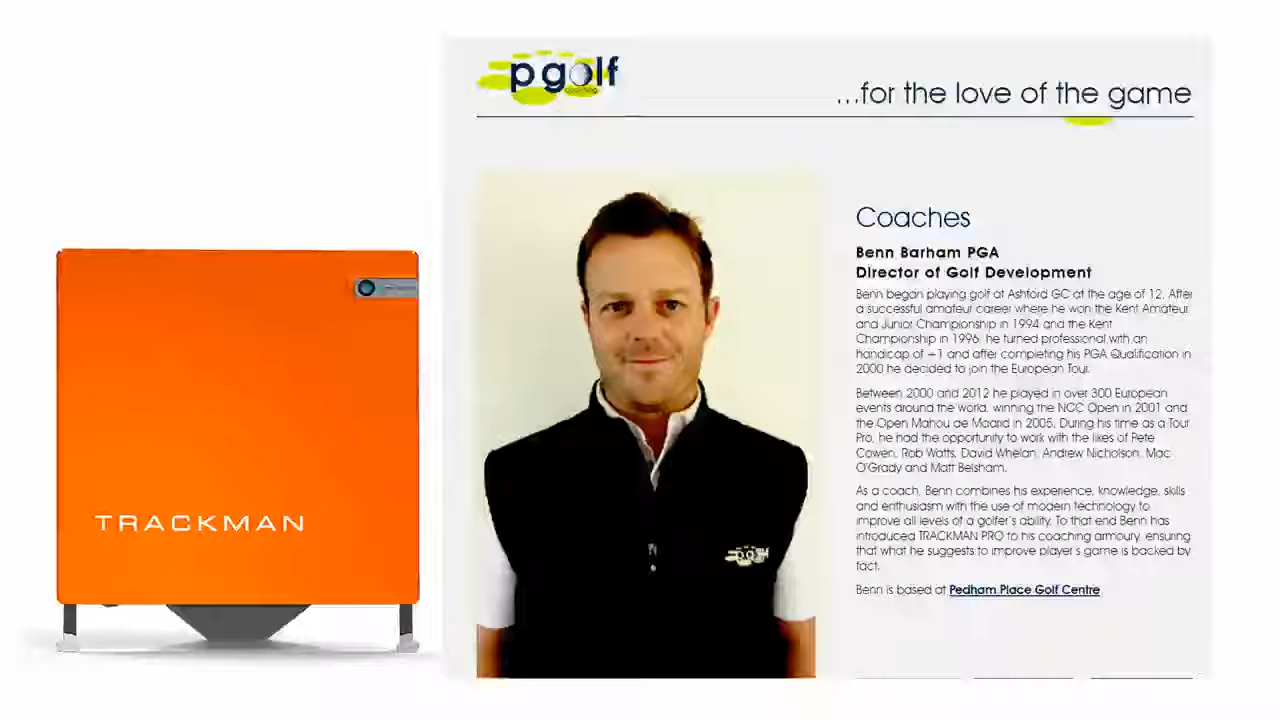 p golf
coaching
...for the love of the game
Coaches
Benn Barham PGA
Director of Golf Development
Benn began playing golf at Ashford GC at the age of 12. After
a successful amateur career where he won the Kent Amateur
and Junior Championship in 1994 and the Kent
Championship in 1996, he turned professional with an
handicap of +1 and after completing his PGA Qualification in
2000 he decided to join the European Tour.
Between 2000 and 2012 he played in over 300 European
events around the world, winning the NCC Open in 2001 and
the Open Mahou de Madrid in 2005. During his time as a Tour
Pro, he had the opportunity to work with the likes of Pete
Cowen, Rob Watts, David Whelan, Andrew Nicholson, Mac
O'Grady and Matt Belsham.
As a coach, Benn combines his experience, knowledge, skills
and enthusiasm with the use of modern technology to
improve all levels of a golfer's ability. To that end Benn has
introduced TRACKMAN PRO to his coaching armoury, ensuring
that what he suggests to improve player's game is backed by
fact.
Benn is based at Pedham Place Golf Centre
TRACKMAN
p golf